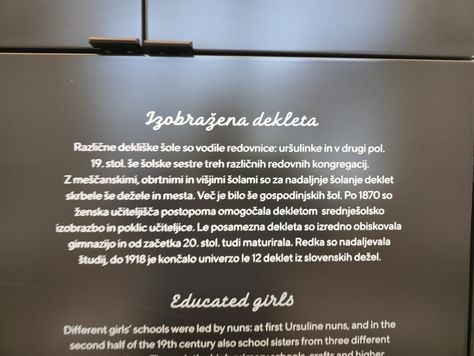 Izobražena dekleta
Različne dekliške šole so vodile redovnice: uršulinke in v drugi pol.
19. stol. še šolske sestre treh različnih redovnih kongregacij.
Z meščanskimi, obrtnimi in višjimi šolami so za nadaljnje šolanje deklet
skrbele še dežele in mesta. Več je bilo še gospodinjskih šol. Po 1870 so
ženska učiteljišča postopoma omogočala dekletom srednješolsko
izobrazbo in poklic učiteljice. Le posamezna dekleta so izredno obiskovala
gimnazijo in od začetka 20. stol. tudi maturirala. Redka so nadaljevala
študij, do 1918 je končalo univerzo le 12 deklet iz slovenskih dežel.
Educated girls
Different girls' schools were led by nuns: at first Ursuline nuns, and in the
second half of the 19th century also school sisters from three different